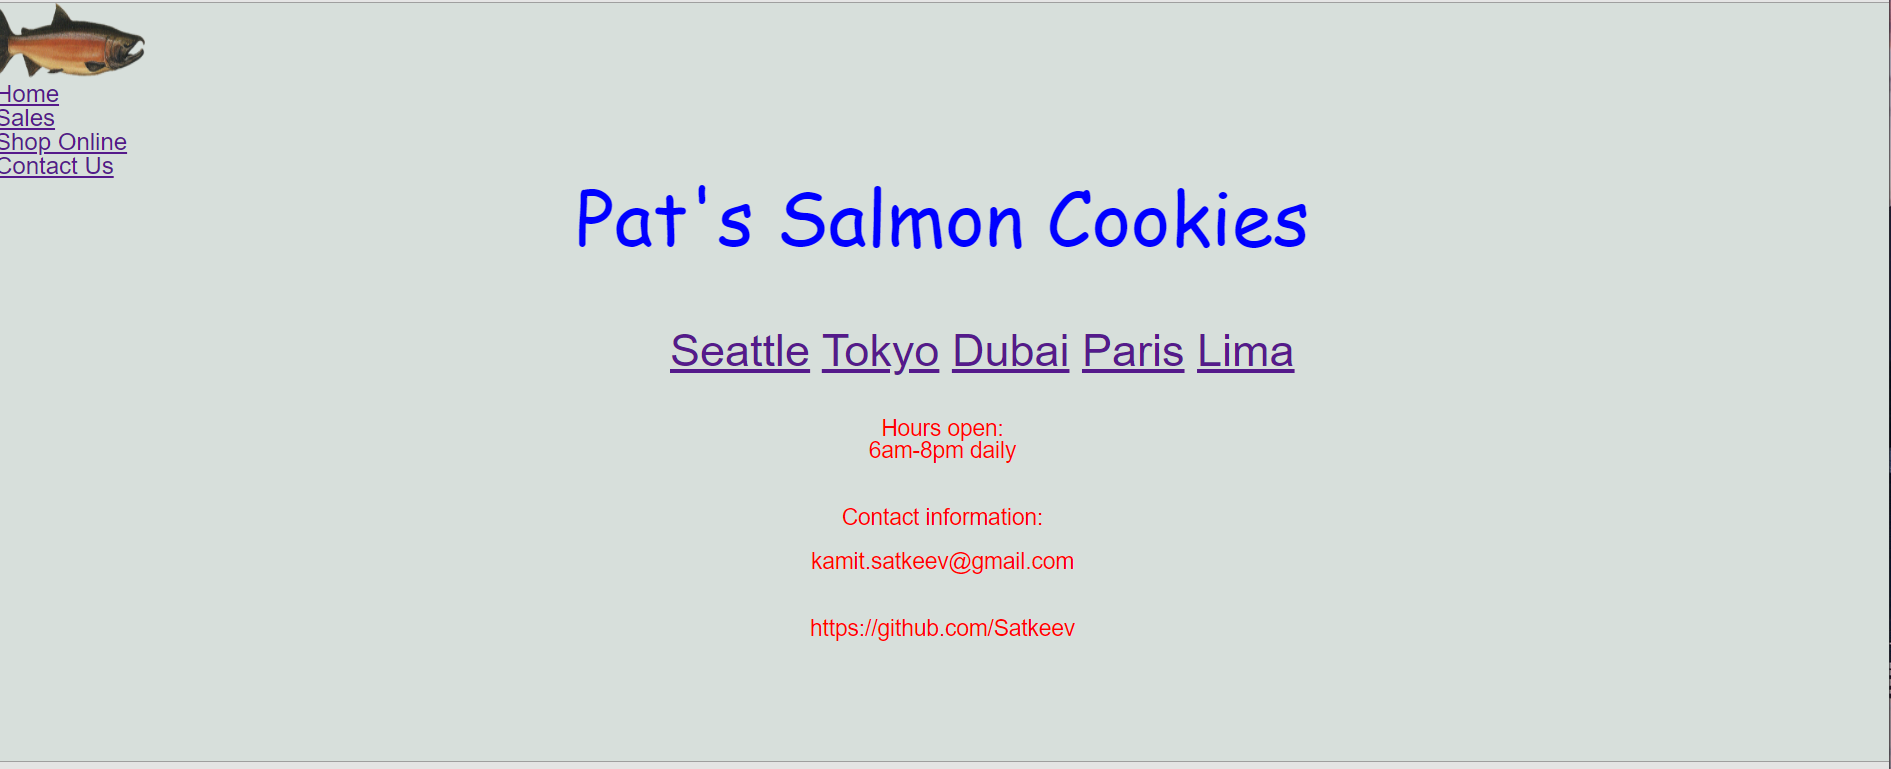 Home
Sales
Shop Online
Contact Us
Pat's Salmon Cookies
Seattle Tokyo Dubai Paris Lima
Hours open:
6am-8pm daily
Contact information:
kamit.satkeev@gmail.com
https://github.com/Satkeev